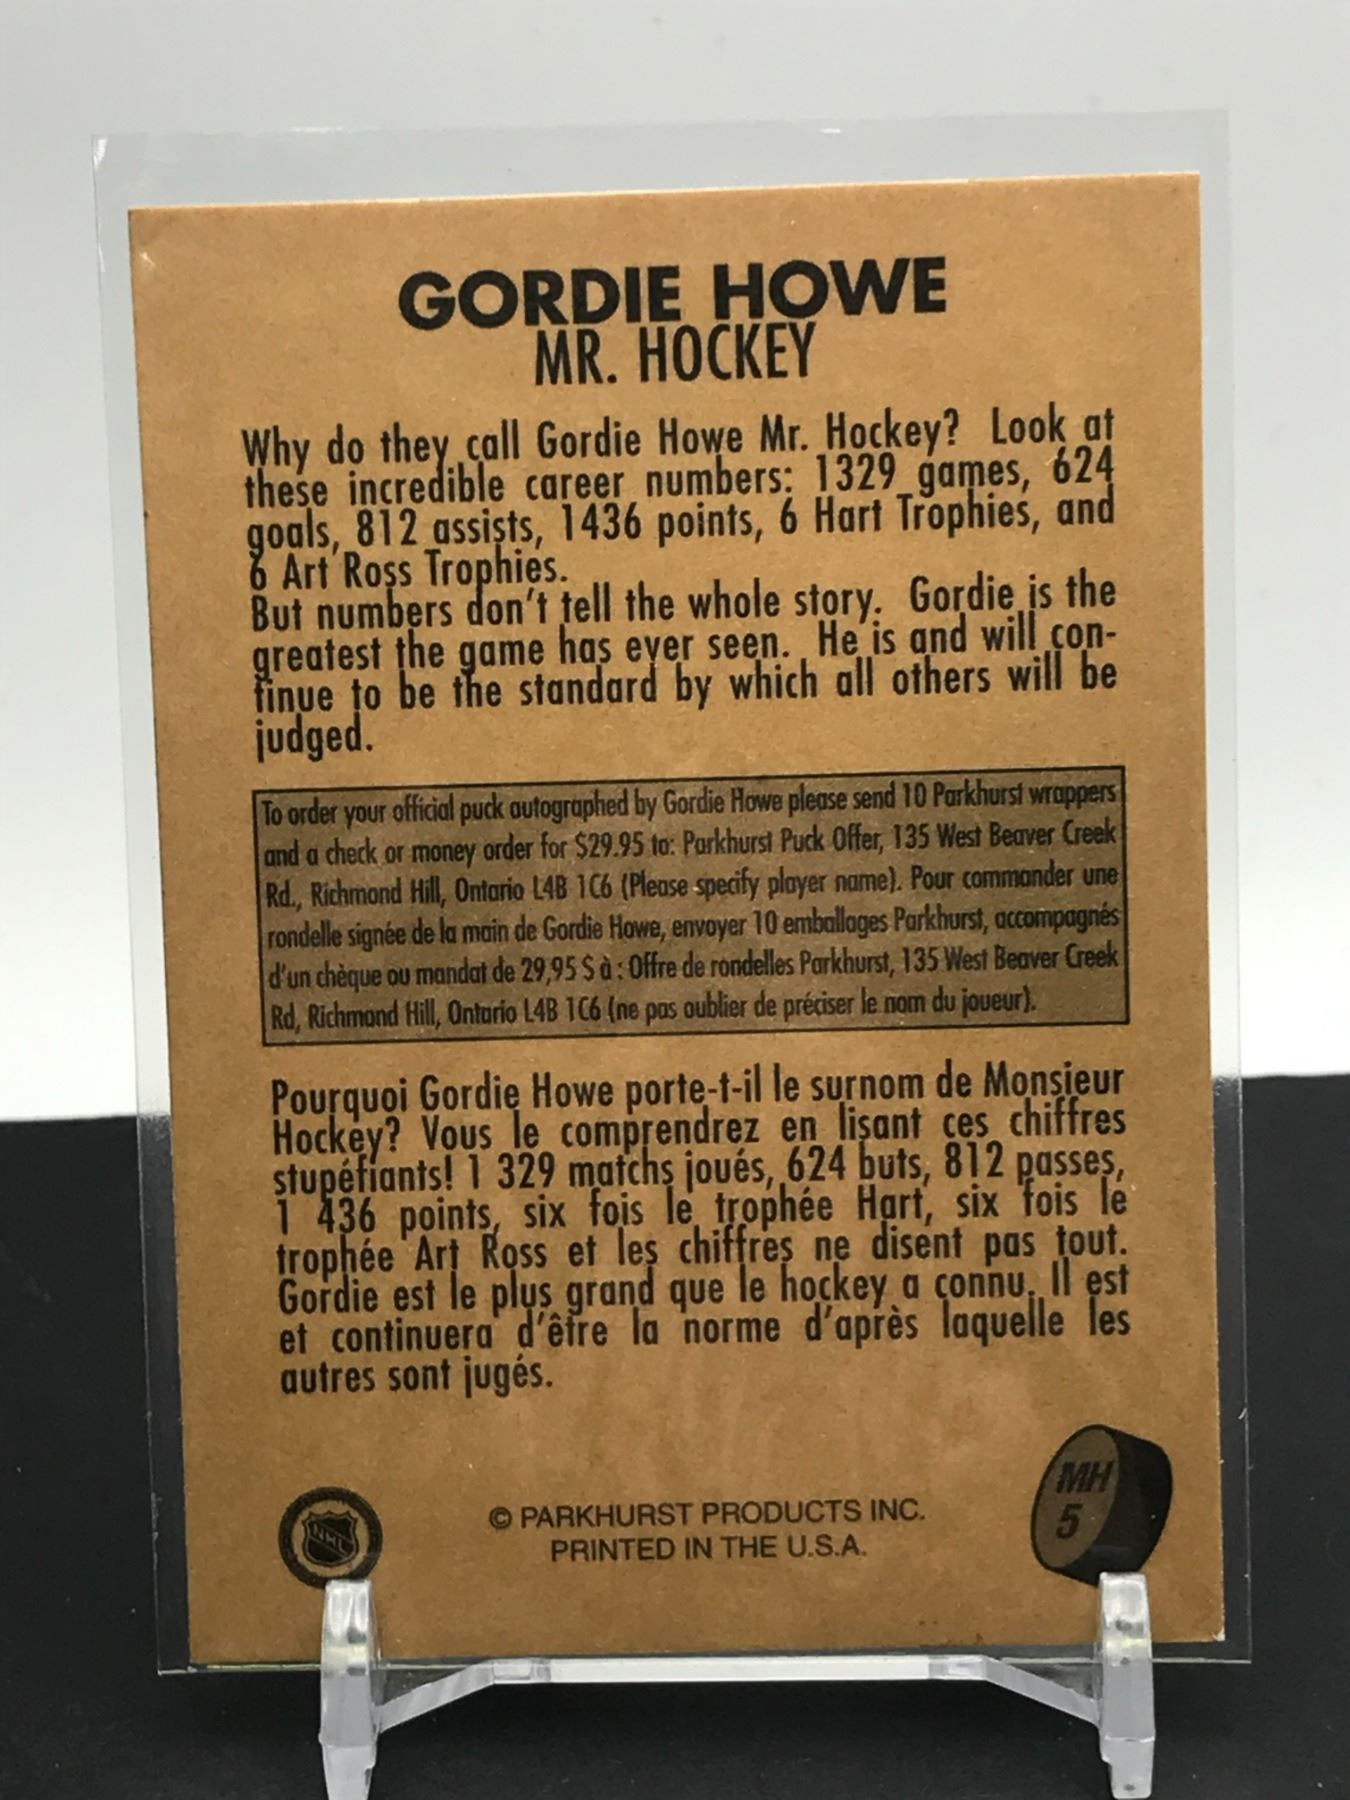 GORDIE HOWE
MR. HOCKEY
Why do they call Gordie Howe Mr. Hockey? Look at
these incredible career numbers: 1329 games, 624
goals, 812 assists, 1436 points, 6 Hart Trophies, and
6 Art Ross Trophies.
But numbers don't tell the whole story. Gordie is the
greatest the game has ever seen. He is and will con-
tinue to be the standard by which all others will be
judged.
To order your official puck autographed by Gordie Howe please send 10 Parkhurst wrappers
and a check or money order for $29.95 to: Parkhurst Puck Offer, 135 West Beaver Creek
Rd., Richmond Hill, Ontario L4B 1C6 (Please specify player name). Pour commander une
rondelle signée de la main de Gordie Howe, envoyer 10 emballages Parkhurst, accompagnés
d'un chèque ou mandat de 29,95 $ à : Offre de rondelles Parkhurst, 135 West Beaver Creek
Rd, Richmond Hill, Ontario L4B 1C6 (ne pas oublier de préciser le nom du joueur).
Pourquoi Gordie Howe porte-t-il le surnom de Monsieur
Hockey? Vous le comprendrez en lisant ces chiffres
stupéfiants! 1 329 matchs joués, 624 buts, 812 passes,
1 436 points, six fois le trophée Hart, six fois le
trophée Art Ross et les chiffres ne disent pas tout.
Gordie est le plus grand que le hockey a connu. Il est
et continuera d'être la norme d'après laquelle les
autres sont jugés.
NHL
© PARKHURST PRODUCTS INC.
PRINTED IN THE U.S.A.
MH
5